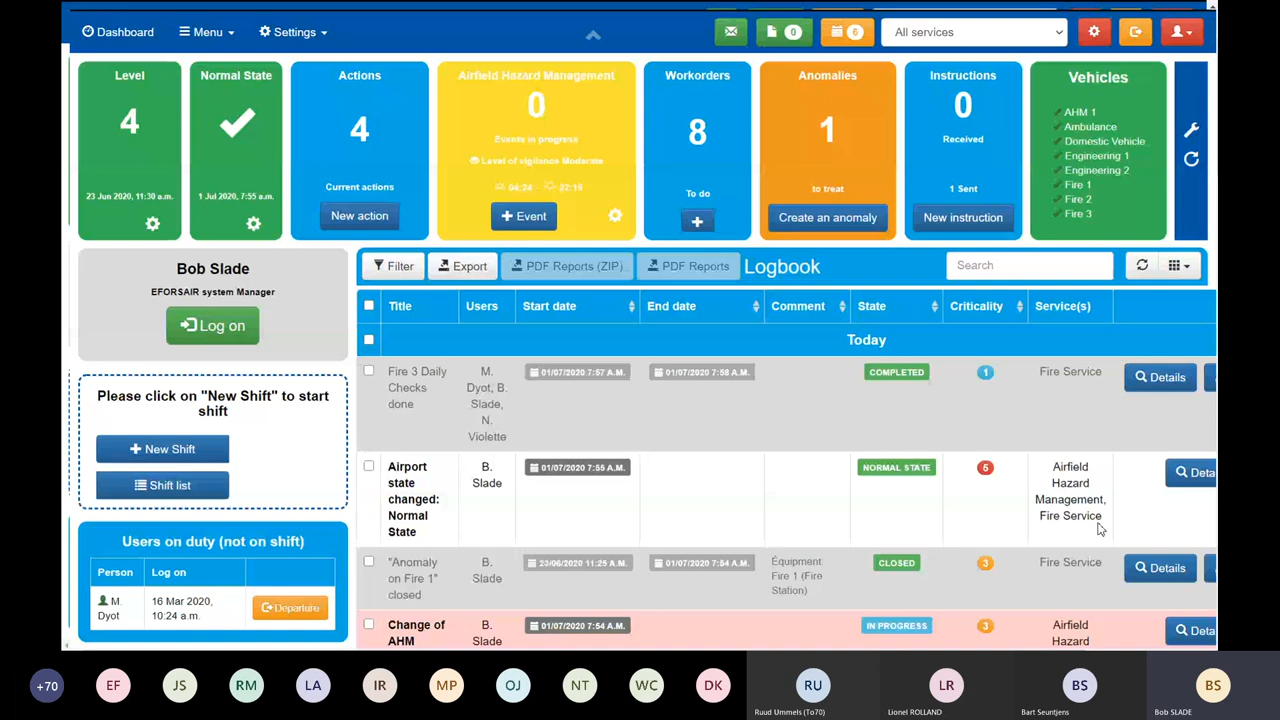 Dashboard
Menu
Settings
0
6
All services
Level
4
23 Jun 2020, 11:30 a.m.
Normal State
1 Jul 2020, 7:55 a.m.
Actions
4
Current actions
New action
Airfield Hazard Management
0
Events in progress
Level of vigilance Moderate
04:24 - 22:15
Event
Workorders
8
To do
Anomalies
1
to treat
Create an anomaly
Instructions
0
Received
1 Sent
New instruction
Vehicles
AHM 1
Ambulance
Domestic Vehicle
Engineering 1
Engineering 2
Fire 1
Fire 2
Fire 3
Bob Slade
EFORSAIR system Manager
Log on
Please click on "New Shift" to start
shift
New Shift
Shift list
Users on duty (not on shift)
Person Log on
M.
Dyot
16 Mar 2020,
10:24 a.m.
Departure
Filter
Export
PDF Reports (ZIP)
PDF Reports
Logbook
Search
Title Users Start date End date Comment State Criticality Service(s)
Today
Fire 3 Daily
Checks
done
M.
Dyot, B.
Slade,
N.
Violette
01/07/2020 7:57 A.M.
01/07/2020 7:58 A.M.
COMPLETED
1
Fire Service
Details
Airport
state
changed:
Normal
State
B.
Slade
01/07/2020 7:55 A.M.
NORMAL STATE
5
Airfield
Hazard
Management,
Fire Service
Deta
"Anomaly
on Fire 1"
closed
B.
Slade
23/06/2020 11:25 A.M.
01/07/2020 7:54 A.M.
Équipment
Fire 1 (Fire
Station)
CLOSED
3
Fire Service
Details
Change of
AHM
B.
Slade
01/07/2020 7:54 A.M.
IN PROGRESS
3
Airfield
Hazard
Deta
+70
EF
JS
RM
LA
IR
MP
OJ
NT
WC
DK
RU
Ruud Ummels (To70)
LR
Lionel ROLLAND
BS
Bart Seuntjens
BS
Bob SLADE